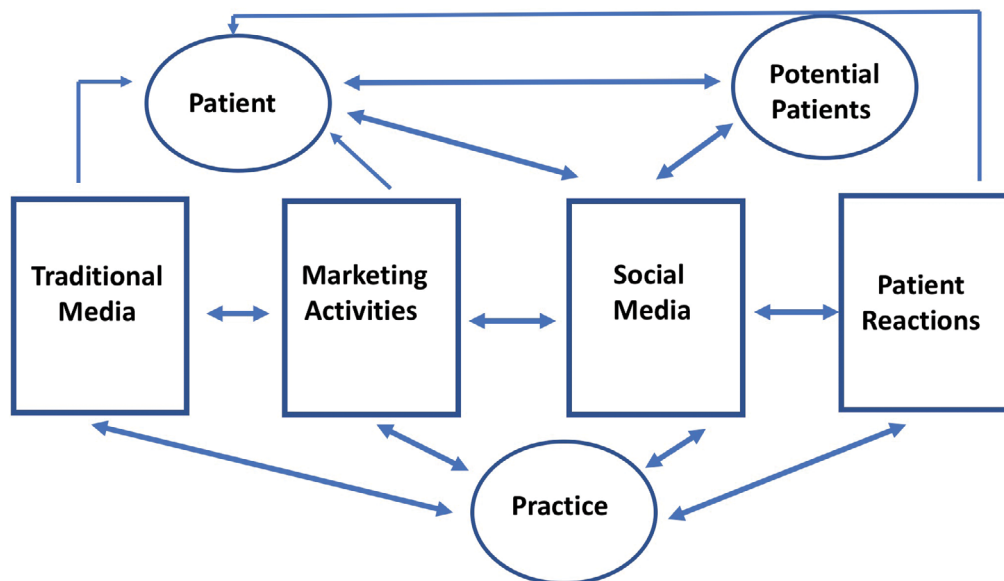 Patient
Potential
Patients
Traditional
Media
Marketing
Activities
Social
Media
Patient
Reactions
Practice